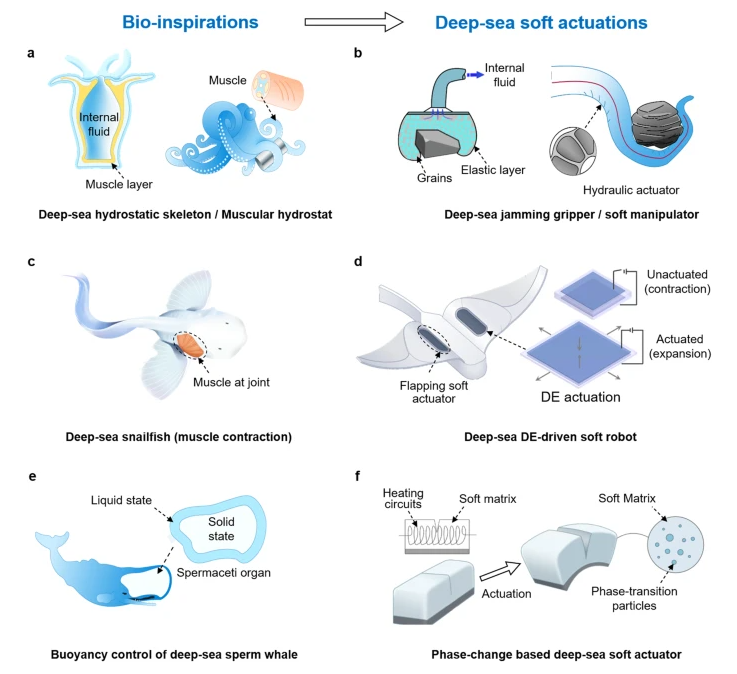 Bio-inspirations
Deep-sea soft actuators
a
Internal
fluid
Muscle layer
Muscle
Deep-sea hydrostatic skeleton / Muscular hydrostat
b
Internal
fluid
Grains
Elastic layer
Hydraulic actuator
Deep-sea jamming gripper / soft manipulator
c
Muscle at joint
Deep-sea snailfish (muscle contraction)
d
Flapping soft
actuator
Unactuated
(contraction)
Actuated
(expansion)
DE actuation
Deep-sea DE-driven soft robot
e
Liquid state
Solid
state
Spermaceti organ
Buoyancy control of deep-sea sperm whale
f
Heating
circuits
Soft matrix
Actuation
Soft Matrix
Phase-transition
particles
Phase-change based deep-sea soft actuator